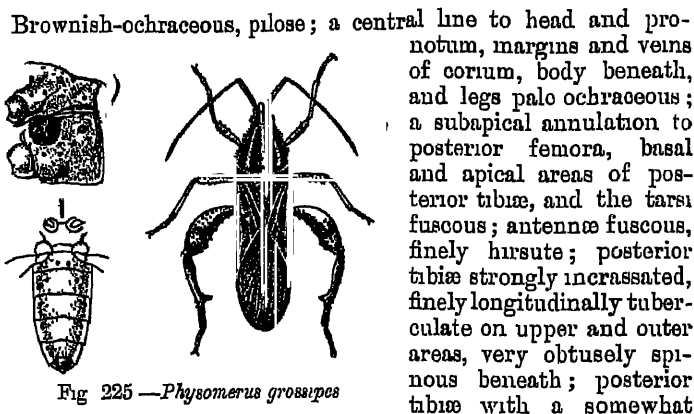 Brownish-ochraceous, pilose; a central line to head and pro-
notum, margins and veins
of corium, body beneath,
and legs pale ochraceous;
a subapical annulation to
posterior femora, basal
and apical areas of pos-
terior tibiæ, and the tarsi
fuscous; antennæ fuscous,
finely hirsute; posterior
tibiæ strongly incrassated,
finely longitudinally tuber-
culate on upper and outer
areas, very obtusely spi-
nous beneath; posterior
tibiæ with a somewhat
Fig 225 —Physomerus grossipes